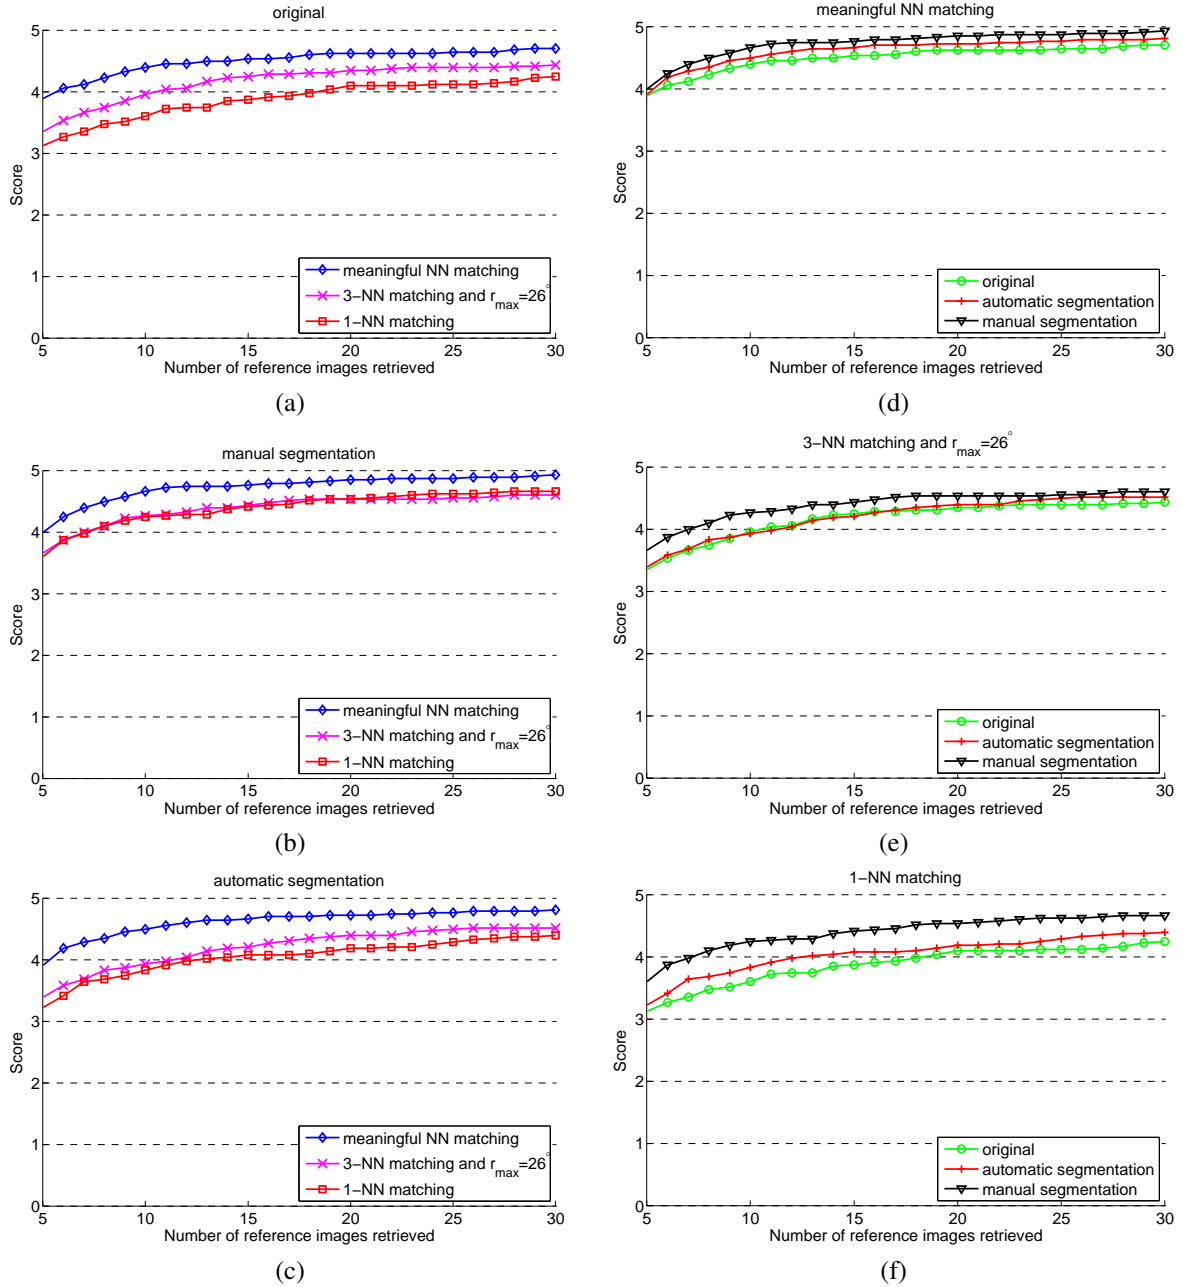 original
5
4
3
2
1
0
Score
meaningful NN matching
3−NN matching and rmax=26°
1−NN matching
5 10 15 20 25 30
Number of reference images retrieved
(a)
manual segmentation
5
4
3
2
1
0
Score
meaningful NN matching
3−NN matching and rmax=26°
1−NN matching
5 10 15 20 25 30
Number of reference images retrieved
(b)
automatic segmentation
5
4
3
2
1
0
Score
meaningful NN matching
3−NN matching and rmax=26°
1−NN matching
5 10 15 20 25 30
Number of reference images retrieved
(c)
meaningful NN matching
5
4
3
2
1
0
Score
original
automatic segmentation
manual segmentation
5 10 15 20 25 30
Number of reference images retrieved
(d)
3−NN matching and rmax=26°
5
4
3
2
1
0
Score
original
automatic segmentation
manual segmentation
5 10 15 20 25 30
Number of reference images retrieved
(e)
1−NN matching
5
4
3
2
1
0
Score
original
automatic segmentation
manual segmentation
5 10 15 20 25 30
Number of reference images retrieved
(f)